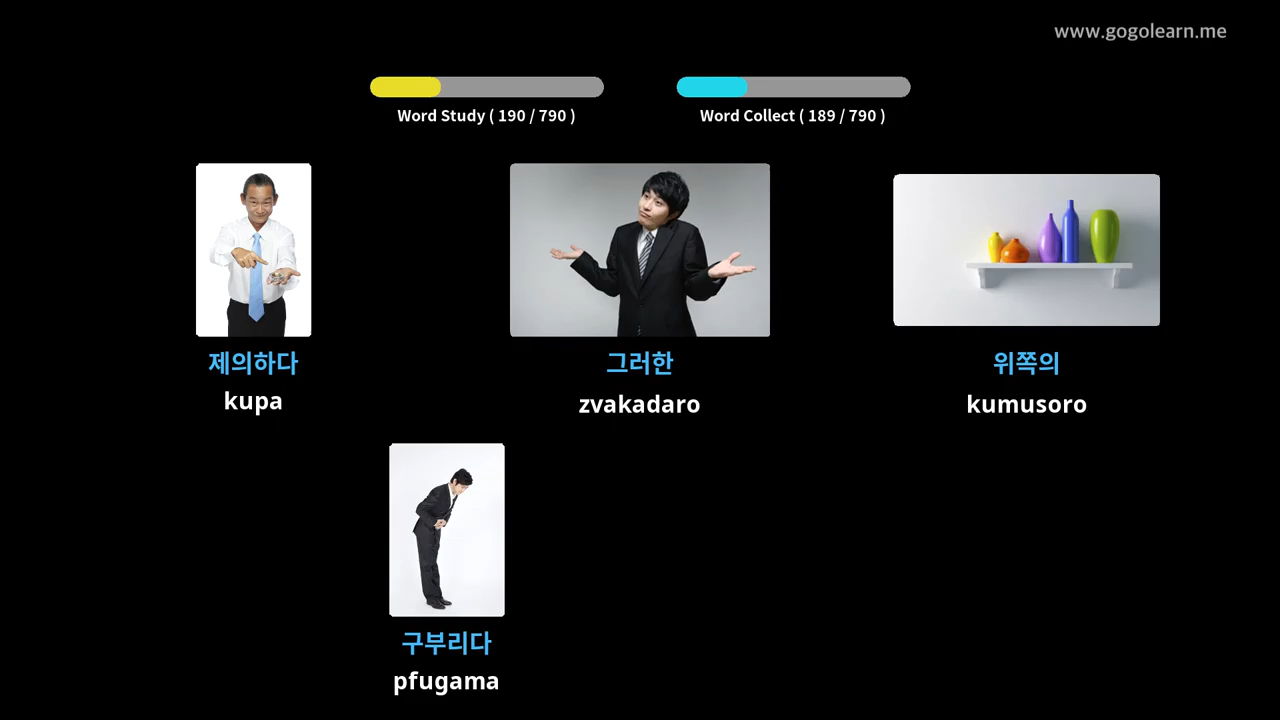 www.gogolearn.me
Word Study ( 190 / 790 )
Word Collect ( 189 / 790 )
제의하다
kupa
그러한
zvakadaro
위쪽의
kumusoro
구부리다
pfugama